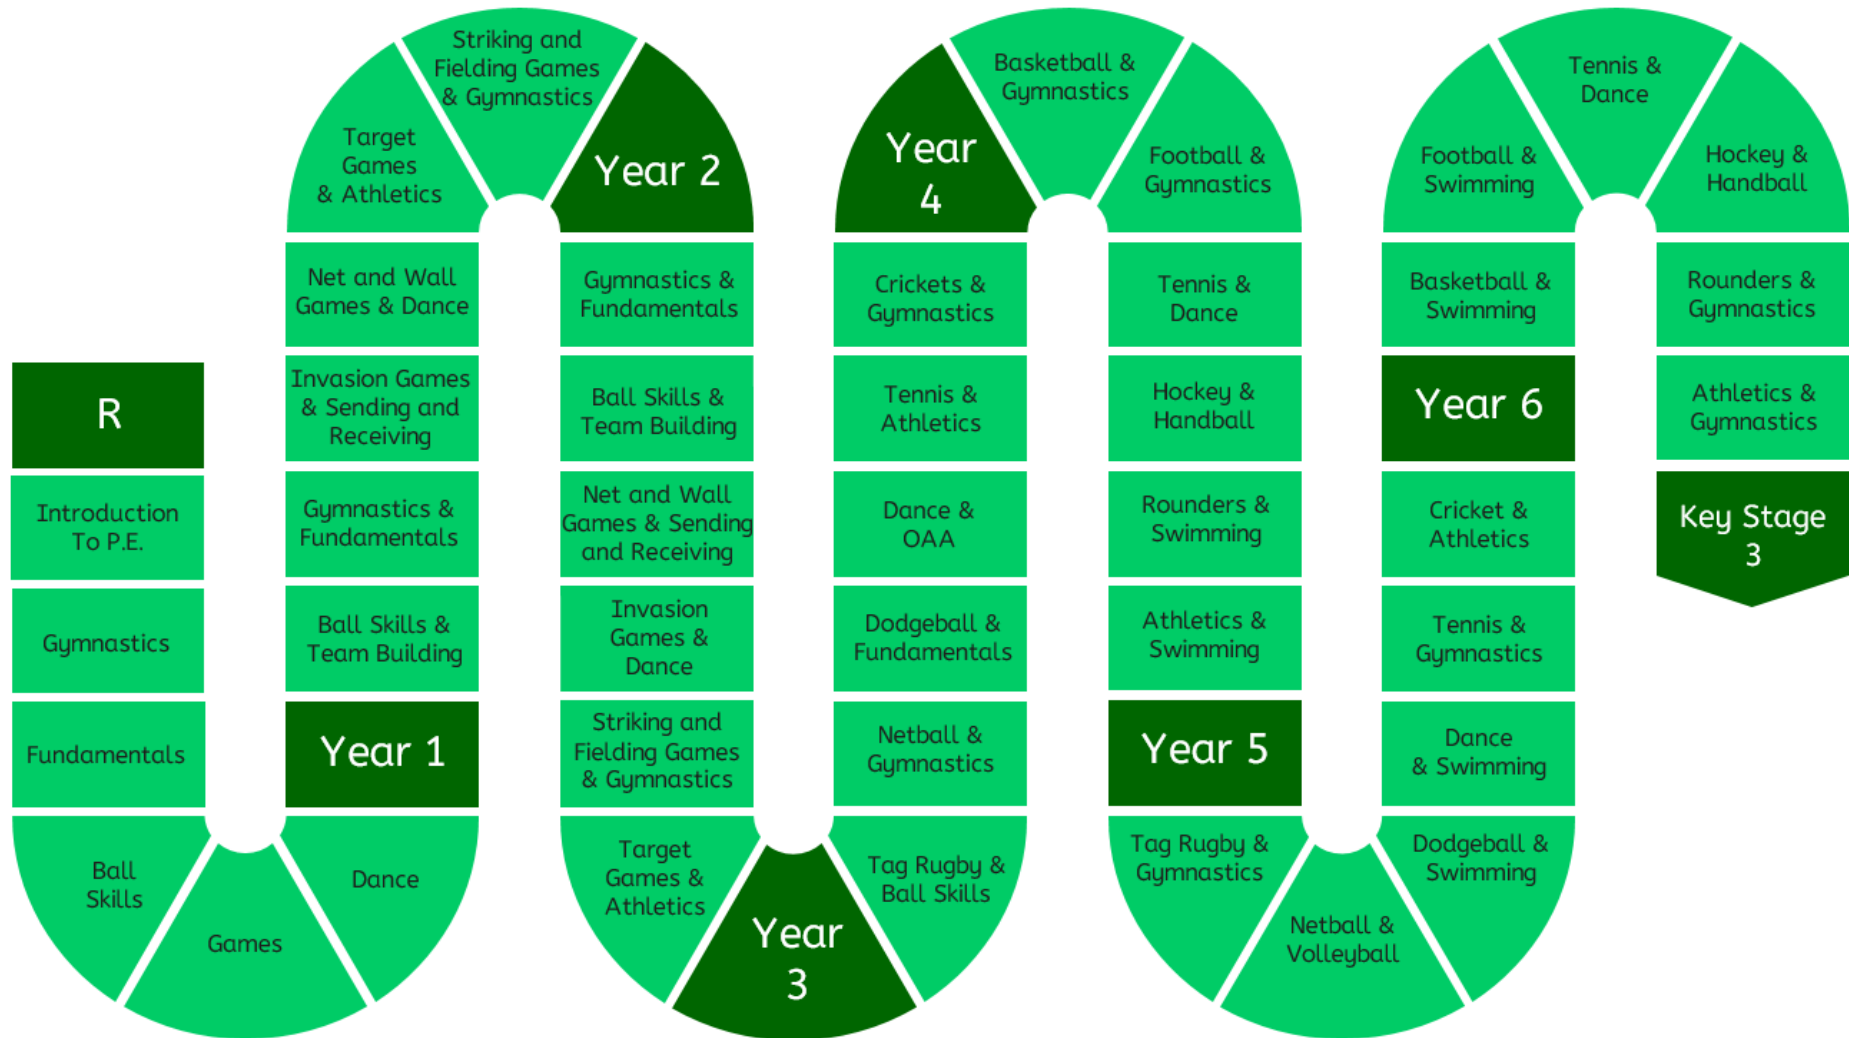 R
Introduction
To P.E.
Gymnastics
Fundamentals
Ball
Skills
Games
Dance
Year 1
Ball Skills &
Team Building
Gymnastics &
Fundamentals
Invasion Games
& Sending and
Receiving
Net and Wall
Games & Dance
Target
Games
& Athletics
Striking and
Fielding Games
& Gymnastics
Year 2
Gymnastics &
Fundamentals
Ball Skills &
Team Building
Net and Wall
Games & Sending
and Receiving
Invasion
Games &
Dance
Striking and
Fielding Games
& Gymnastics
Target
Games &
Athletics
Year
3
Tag Rugby &
Ball Skills
Netball &
Gymnastics
Dodgeball &
Fundamentals
Dance &
OAA
Tennis &
Athletics
Crickets &
Gymnastics
Year
4
Basketball &
Gymnastics
Football &
Gymnastics
Tennis &
Dance
Hockey &
Handball
Rounders &
Swimming
Athletics &
Swimming
Year 5
Tag Rugby &
Gymnastics
Netball &
Volleyball
Dodgeball &
Swimming
Dance
& Swimming
Tennis &
Gymnastics
Cricket &
Athletics
Year 6
Basketball &
Swimming
Football &
Swimming
Tennis &
Dance
Hockey &
Handball
Rounders &
Gymnastics
Athletics &
Gymnastics
Key Stage
3